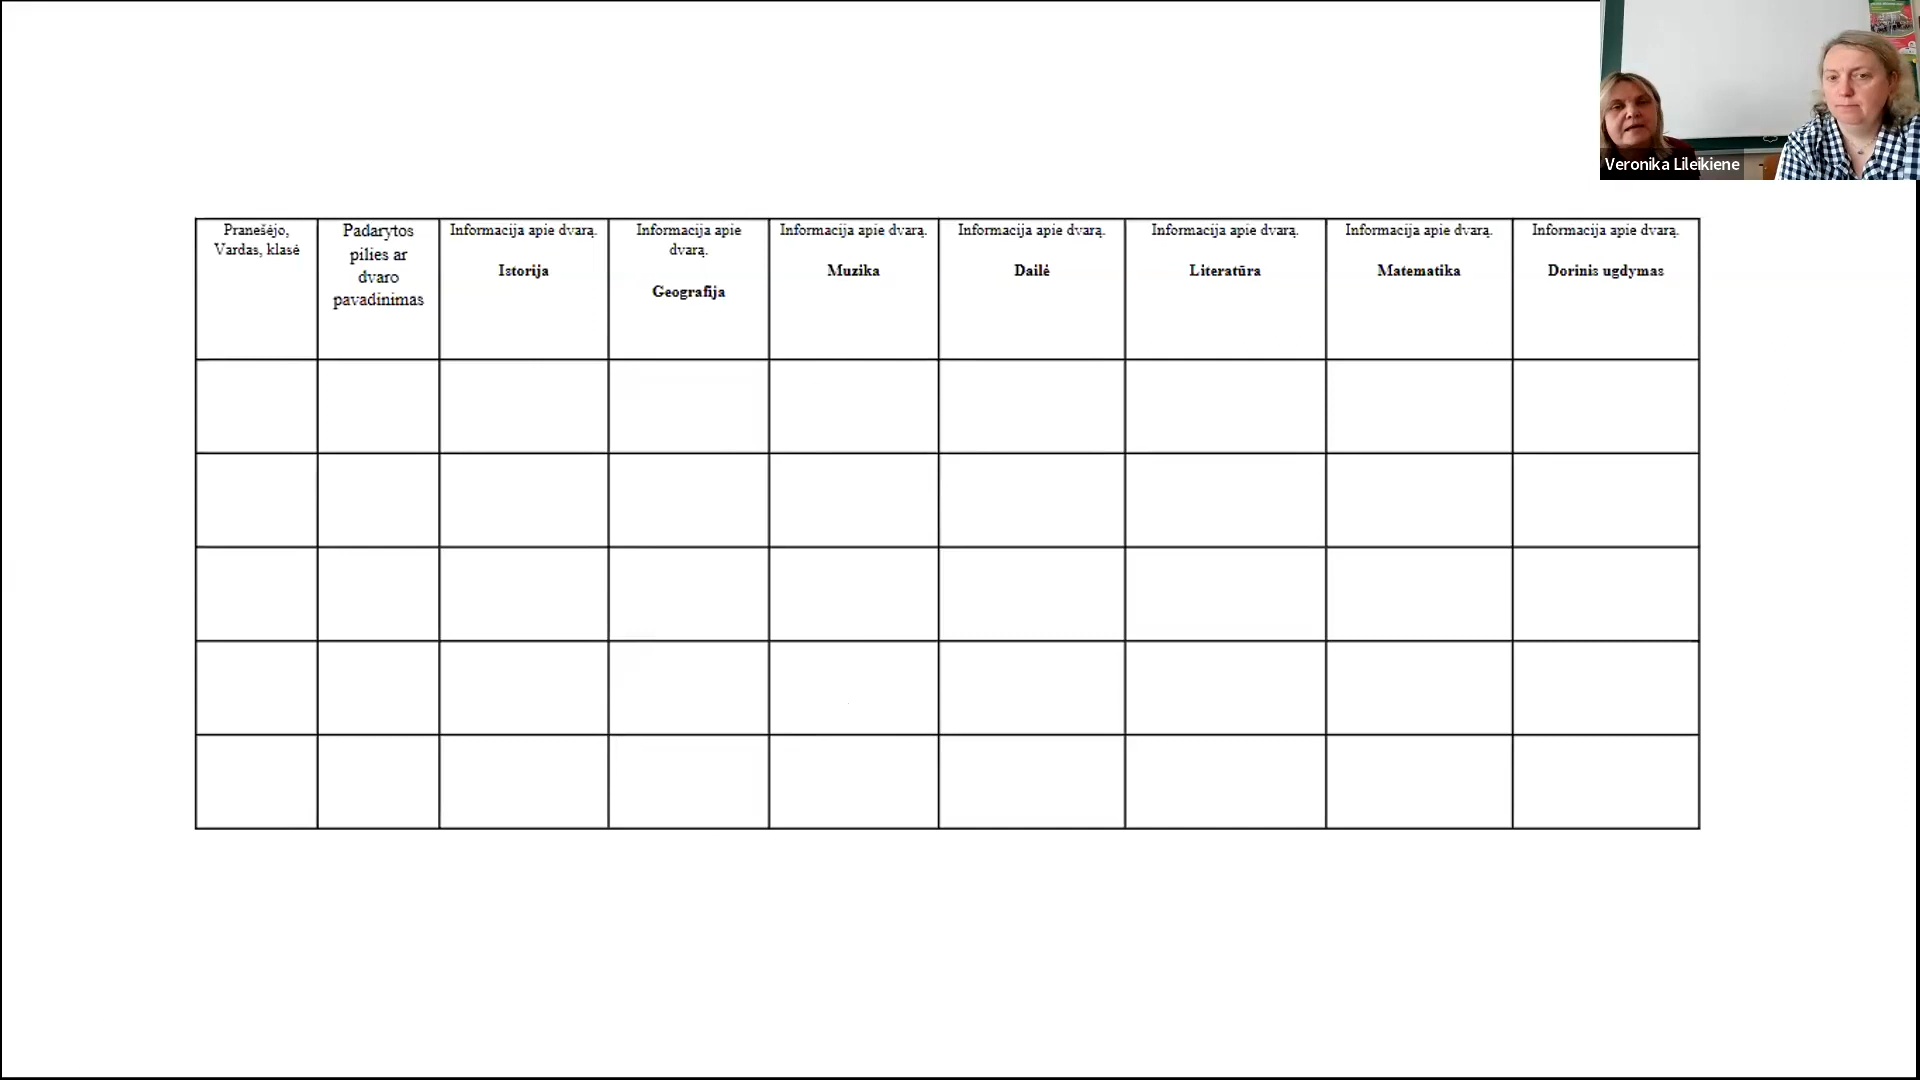 Veronika Lileikiene
Pranešėjo,
Vardas, klasė
Padarytos
pilies ar
dvaro
pavadinimas
Informacija apie dvarą.
Istorija
Informacija apie
dvarą.
Geografija
Informacija apie dvarą.
Muzika
Informacija apie dvarą.
Dailė
Informacija apie dvarą.
Literatūra
Informacija apie dvarą.
Matematika
Informacija apie dvarą.
Dorinis ugdymas